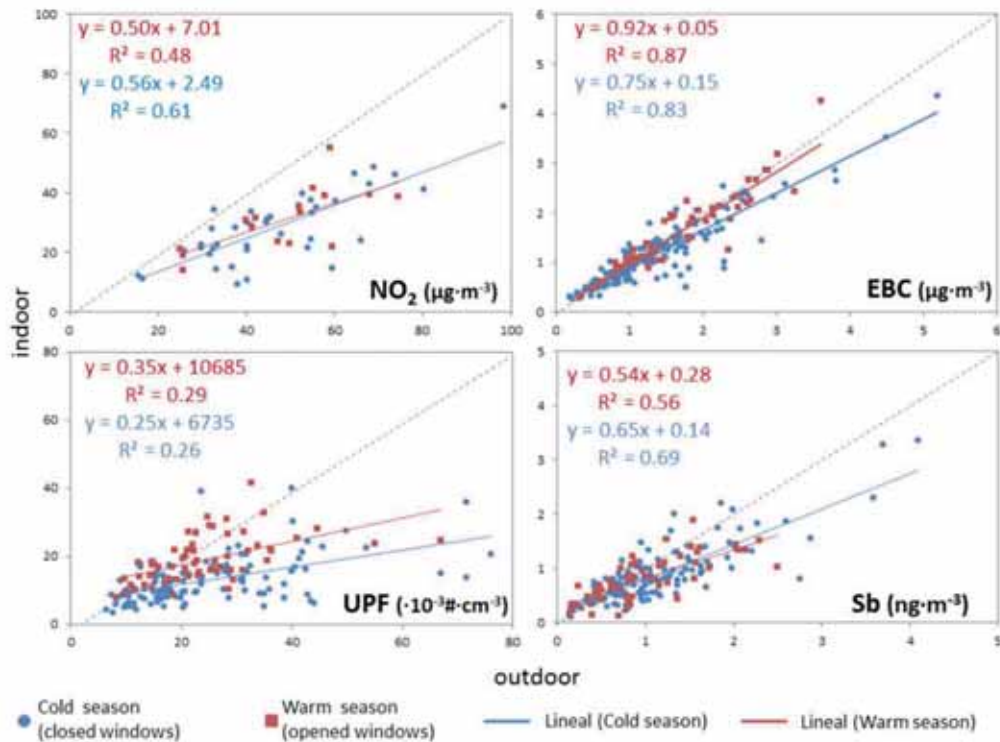 y = 0.50x + 7.01
R² = 0.48
y = 0.56x + 2.49
R² = 0.61
100
80
60
40
20
0
0 20 40 60 80 100
NO₂ (µg·m⁻³)
y = 0.92x + 0.05
R² = 0.87
y = 0.75x + 0.15
R² = 0.83
6
5
4
3
2
1
0
0 1 2 3 4 5 6
EBC (µg·m⁻³)
indoor
y = 0.35x + 10685
R² = 0.29
y = 0.25x + 6735
R² = 0.26
80
60
40
20
0
0 20 40 60 80
UPF (·10⁻³#·cm⁻³)
y = 0.54x + 0.28
R² = 0.56
y = 0.65x + 0.14
R² = 0.69
5
4
3
2
1
0
0 1 2 3 4 5
Sb (ng·m⁻³)
outdoor
Cold season
(closed windows)
Warm season
(opened windows)
Lineal (Cold season)
Lineal (Warm season)